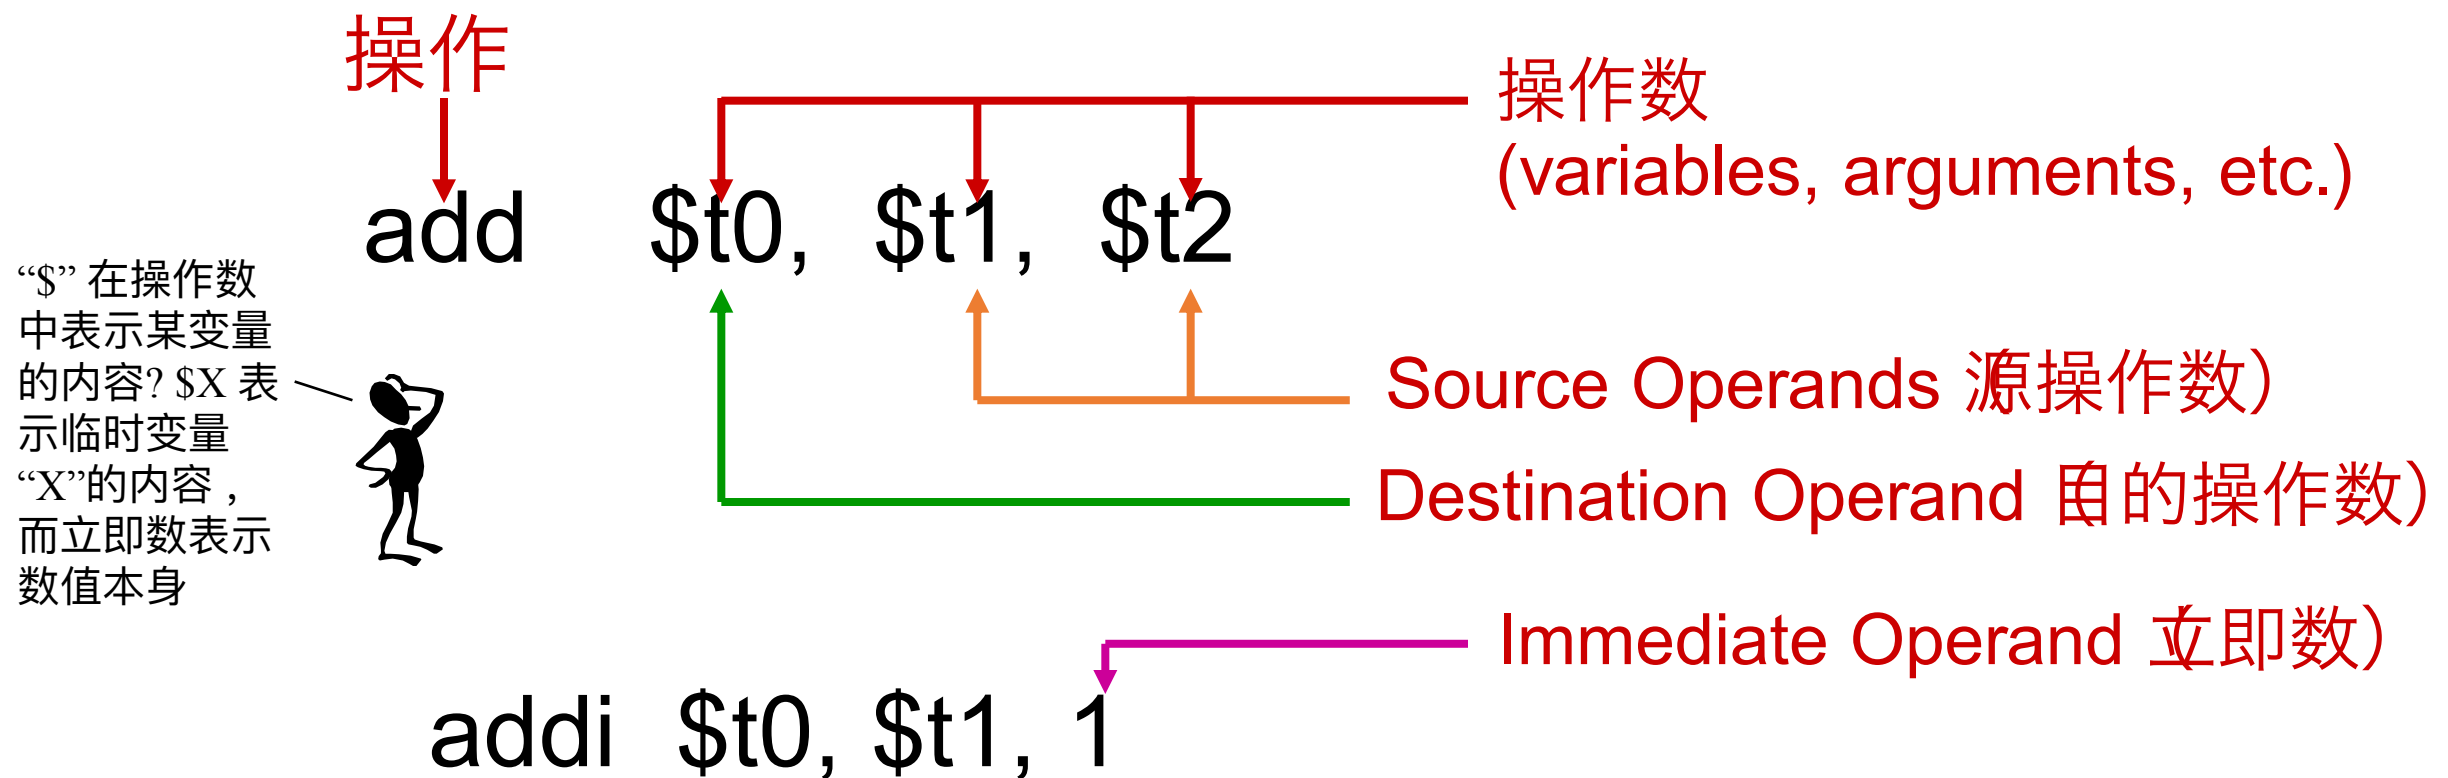 操作
操作数
(variables, arguments, etc.)
add $t0, $t1, $t2
“$” 在操作数
中表示某变量
的内容? $X 表
示临时变量
“X”的内容，
而立即数表示
数值本身
Source Operands（源操作数）
Destination Operand（目的操作数）
Immediate Operand（立即数）
addi $t0, $t1, 1